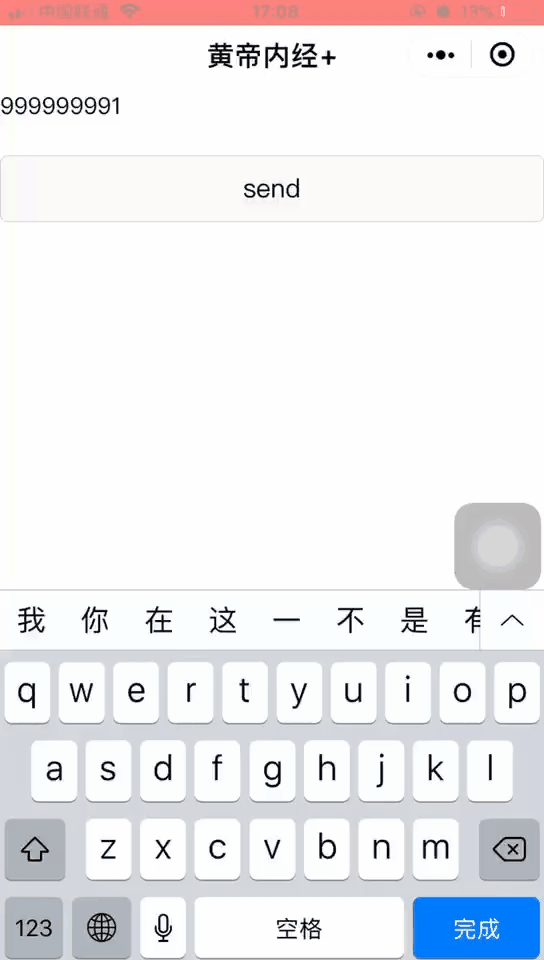 中国联通 17:08 13%
黄帝内经+
999999991
send
我 你 在 这 一 不 是
q w e r t y u i o p
a s d f g h j k l
z x c v b n m
123 空格 完成